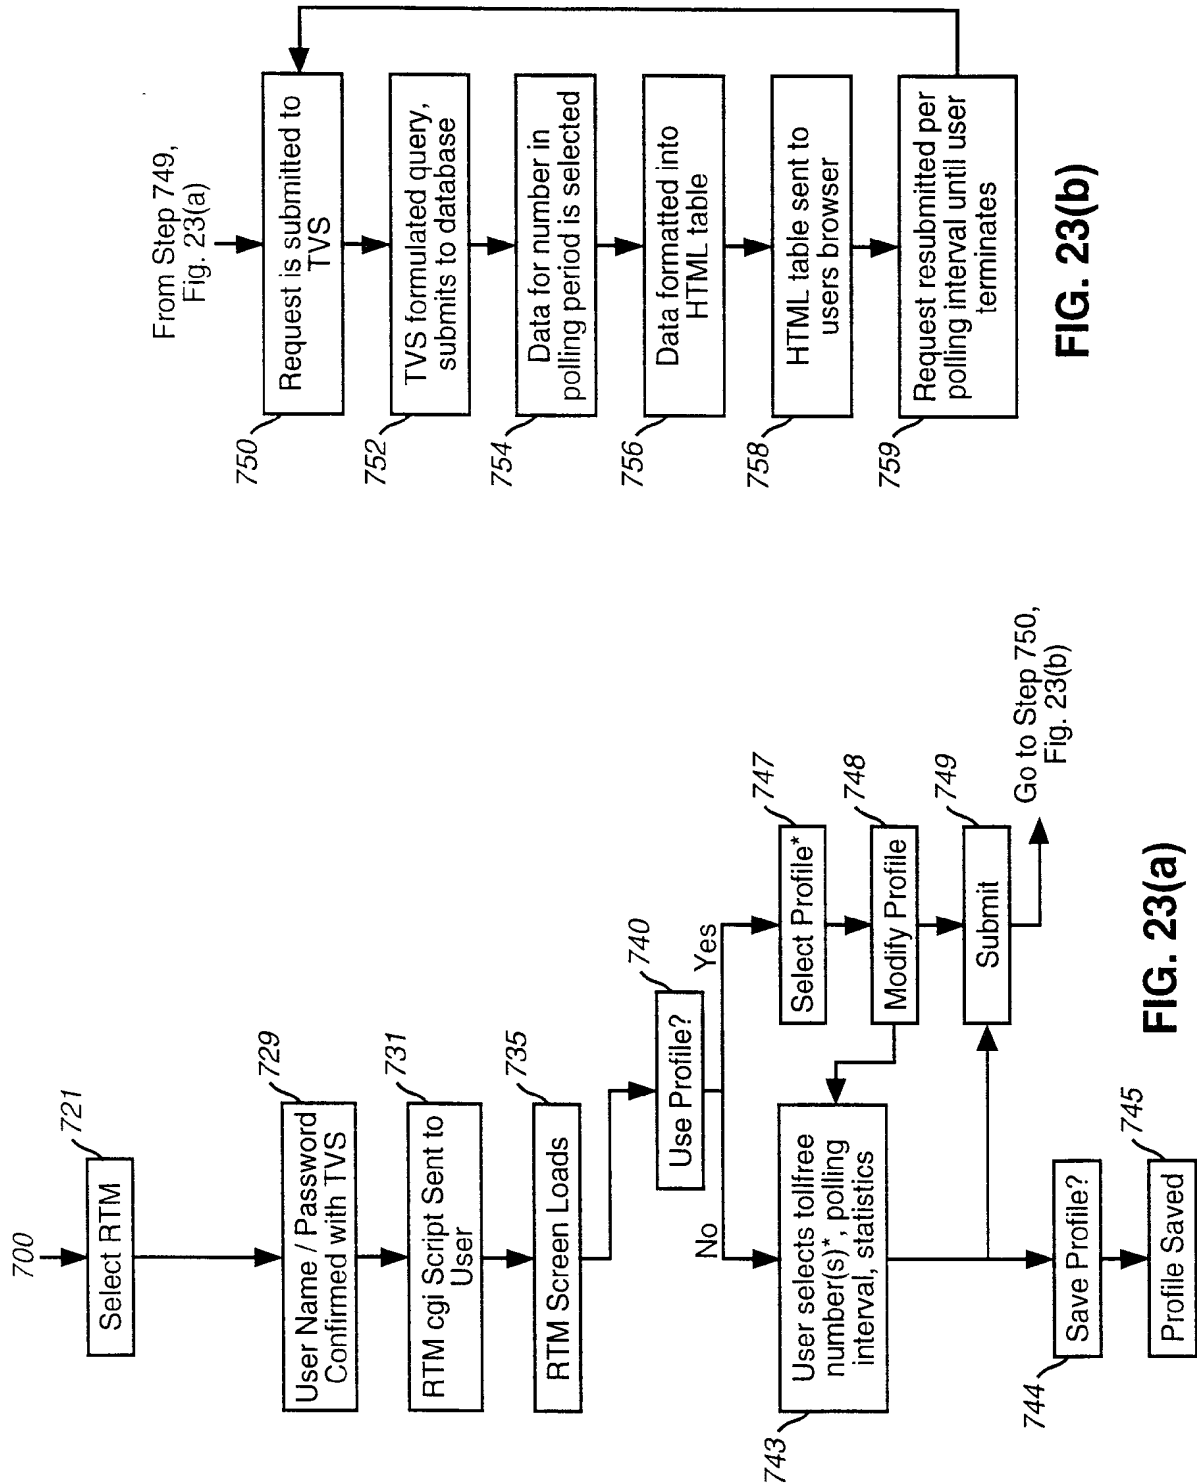 700
721
Select RTM
729
User Name / Password
Confirmed with TVS
731
RTM cgi Script Sent to
User
735
RTM Screen Loads
740
Use Profile?
No
Yes
743
User selects tollfree
number(s)*, polling
interval, statistics
747
Select Profile*
748
Modify Profile
749
Submit
Go to Step 750,
Fig. 23(b)
744
Save Profile?
745
Profile Saved
FIG. 23(a)
From Step 749,
Fig. 23(a)
750
Request is submitted to
TVS
752
TVS formulated query,
submits to database
754
Data for number in
polling period is selected
756
Data formatted into
HTML table
758
HTML table sent to
users browser
759
Request resubmitted per
polling interval until user
terminates
FIG. 23(b)